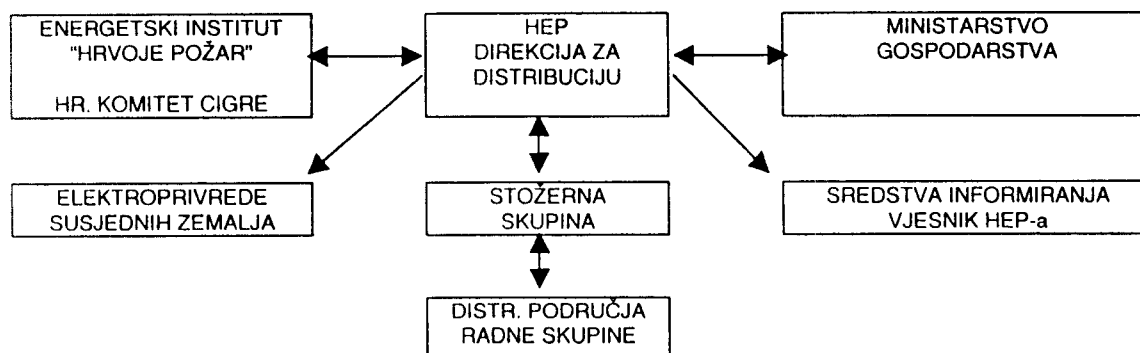 ENERGETSKI INSTITUT
"HRVOJE POŽAR"
HR. KOMITET CIGRE
HEP
DIREKCIJA ZA
DISTRIBUCIJU
MINISTARSTVO
GOSPODARSTVA
ELEKTROPRIVREDE
SUSJEDNIH ZEMALJA
STOŽERNA
SKUPINA
SREDSTVA INFORMIRANJA
VJESNIK HEP-a
DISTR. PODRUČJA
RADNE SKUPINE